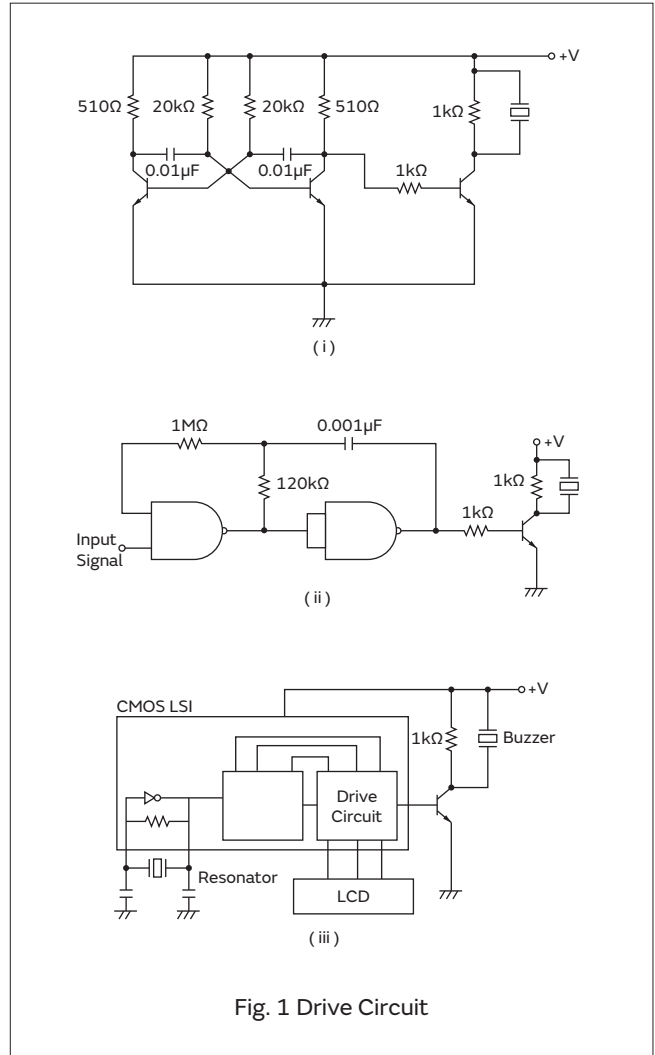 +V
510Ω 20kΩ 20kΩ 510Ω 1kΩ
0.01μF 0.01μF 1kΩ
( i )
1MΩ 0.001μF
+V
120kΩ 1kΩ 1kΩ
Input
Signal
( ii )
+V
CMOS LSI
1kΩ Buzzer
Drive
Circuit
Resonator
LCD
( iii )
Fig. 1 Drive Circuit